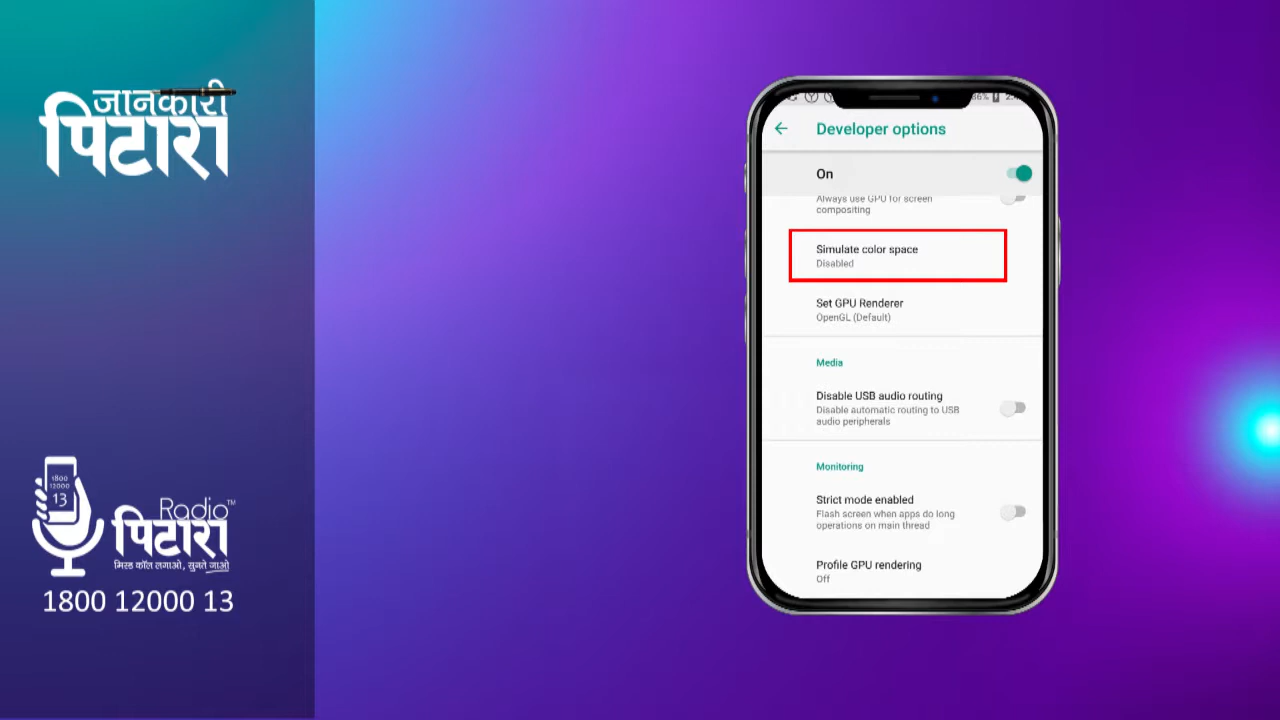 जानकारी
पिटारा
1800
12000
13
Radio™
पिटारा
मिस्ड कॉल लगाओ, सुनते जाओ
1800 12000 13
Developer options
On
Always use GPU for screen
compositing
Simulate color space
Disabled
Set GPU Renderer
OpenGL (Default)
Media
Disable USB audio routing
Disable automatic routing to USB
audio peripherals
Monitoring
Strict mode enabled
Flash screen when apps do long
operations on main thread
Profile GPU rendering
Off